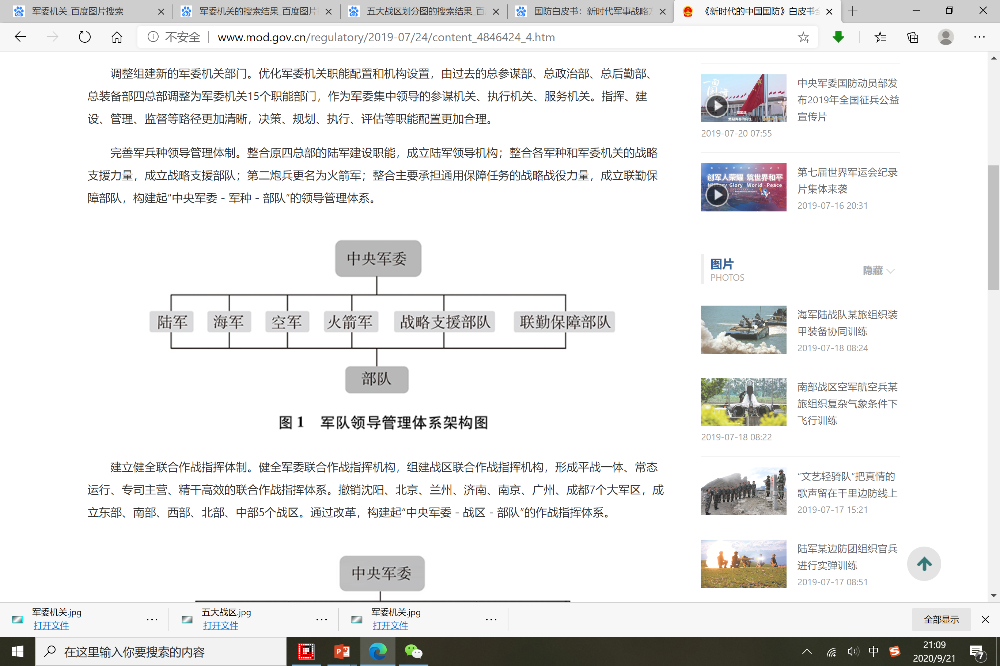 军委机关_百度图片搜索
军委机关的搜索结果_百度图片
五大战区划分图的搜索结果_百
国防白皮书：新时代军事战略
《新时代的中国国防》白皮书
不安全
www.mod.gov.cn/regulatory/2019-07/24/content_4846424_4.htm
调整组建新的军委机关部门。优化军委机关职能配置和机构设置，由过去的总参谋部、总政治部、总后勤部、
总装备部四总部调整为军委机关15个职能部门，作为军委集中领导的参谋机关、执行机关、服务机关。指挥、建
设、管理、监督等路径更加清晰，决策、规划、执行、评估等职能配置更加合理。
完善军兵种领导管理体制。整合原四总部的陆军建设职能，成立陆军领导机构；整合各军种和军委机关的战略
支援力量，成立战略支援部队；第二炮兵更名为火箭军；整合主要承担通用保障任务的战略战役力量，成立联勤保
障部队，构建起“中央军委－军种－部队”的领导管理体系。
中央军委
陆军
海军
空军
火箭军
战略支援部队
联勤保障部队
部队
图 1 军队领导管理体系架构图
建立健全联合作战指挥体制。健全军委联合作战指挥机构，组建战区联合作战指挥机构，形成平战一体、常态
运行、专司主营、精干高效的联合作战指挥体系。撤销沈阳、北京、兰州、济南、南京、广州、成都7个大军区，成
立东部、南部、西部、北部、中部5个战区。通过改革，构建起“中央军委－战区－部队”的作战指挥体系。
中央军委
一面
国旗
一面国旗
燃起青春的向往
中央军委国防动员部发
布2019年全国征兵公益
宣传片
2019-07-20 07:55
创军人荣耀 筑世界和平
Military Glory World Peace
第七届世界军运会纪录
片集体来袭
2019-07-16 20:31
图片
PHOTOS
隐藏
海军陆战队某旅组织装
甲装备协同训练
2019-07-18 08:24
南部战区空军航空兵某
旅组织复杂气象条件下
飞行训练
2019-07-18 08:22
“文艺轻骑队”把真情的
歌声留在千里边防线上
2019-07-17 15:21
陆军某边防团组织官兵
进行实弹训练
2019-07-17 08:51
军委机关.jpg
打开文件
五大战区.jpg
打开文件
军委机关.jpg
打开文件
全部显示
在这里输入你要搜索的内容
中
21:09
2020/9/21
7